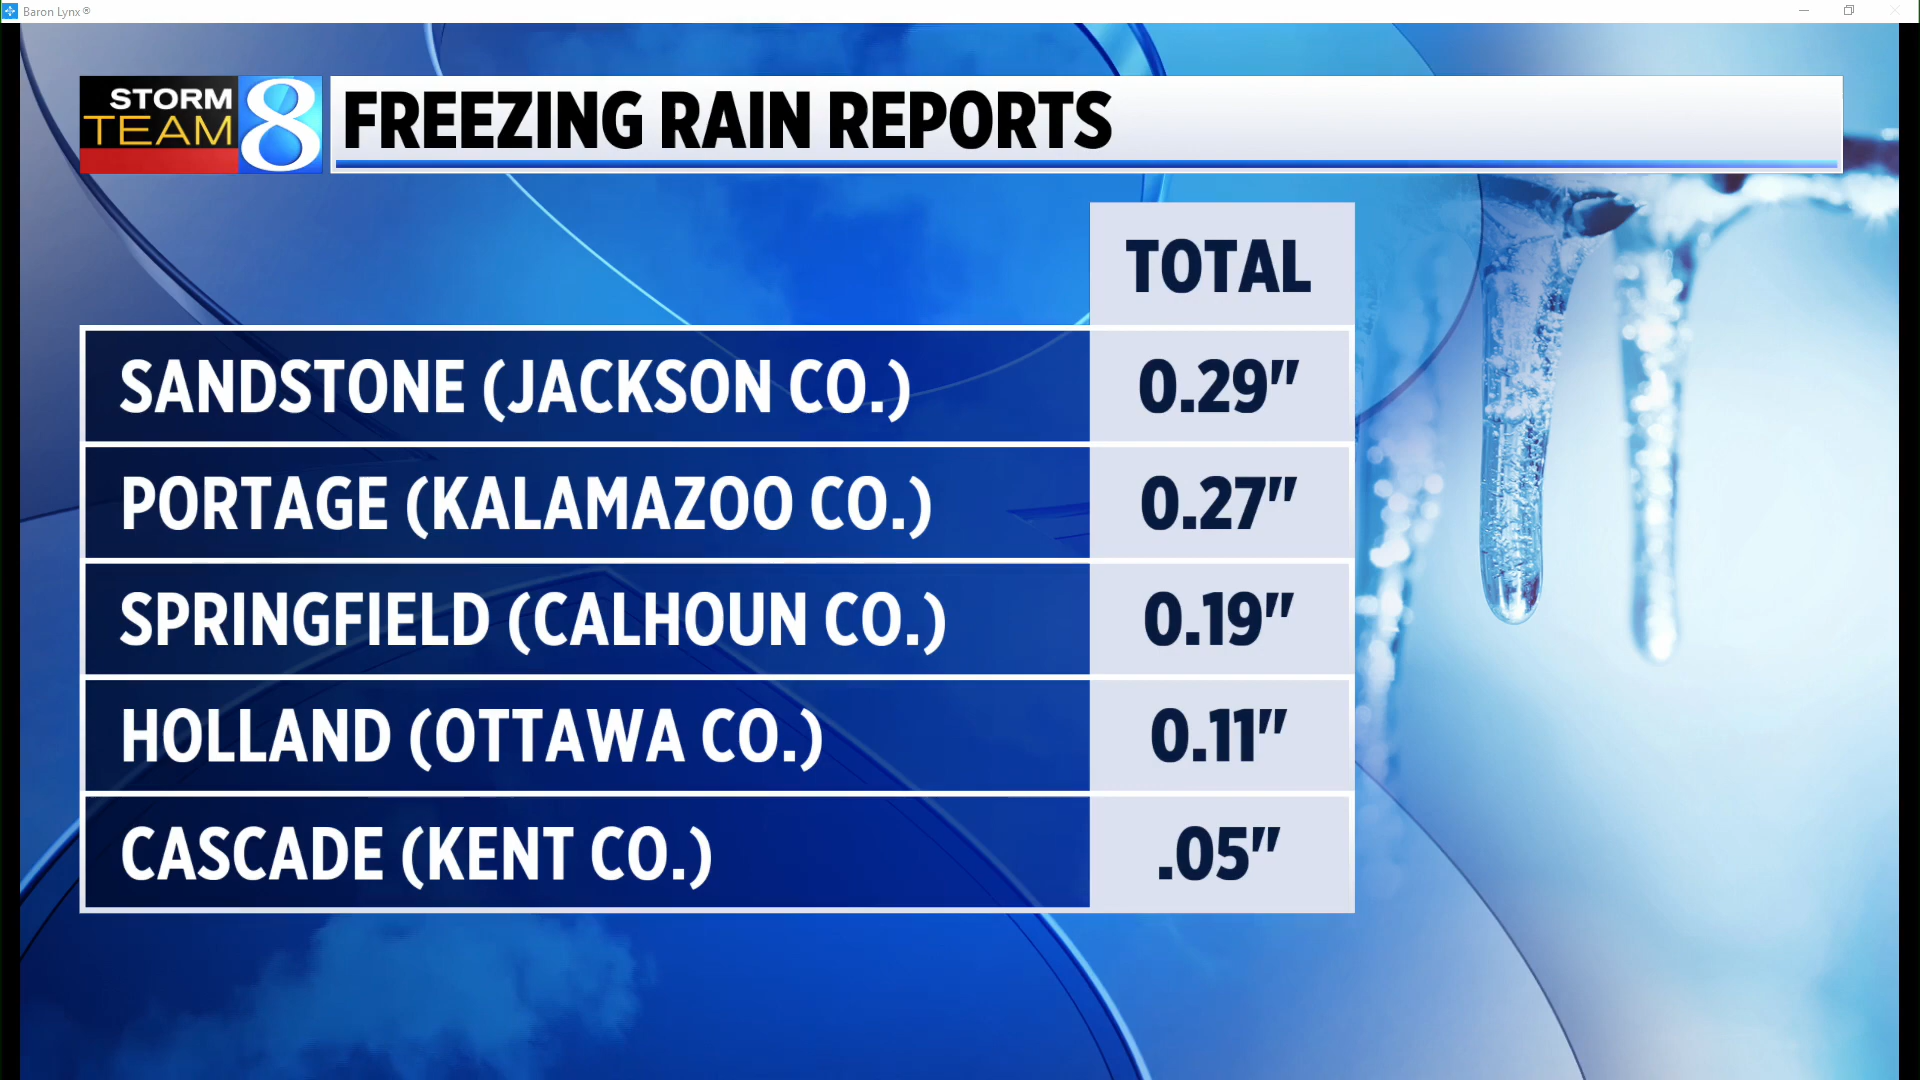 Baron Lynx®
STORM
TEAM
8
FREEZING RAIN REPORTS
TOTAL
SANDSTONE (JACKSON CO.) 0.29"
PORTAGE (KALAMAZOO CO.) 0.27"
SPRINGFIELD (CALHOUN CO.) 0.19"
HOLLAND (OTTAWA CO.) 0.11"
CASCADE (KENT CO.) .05"